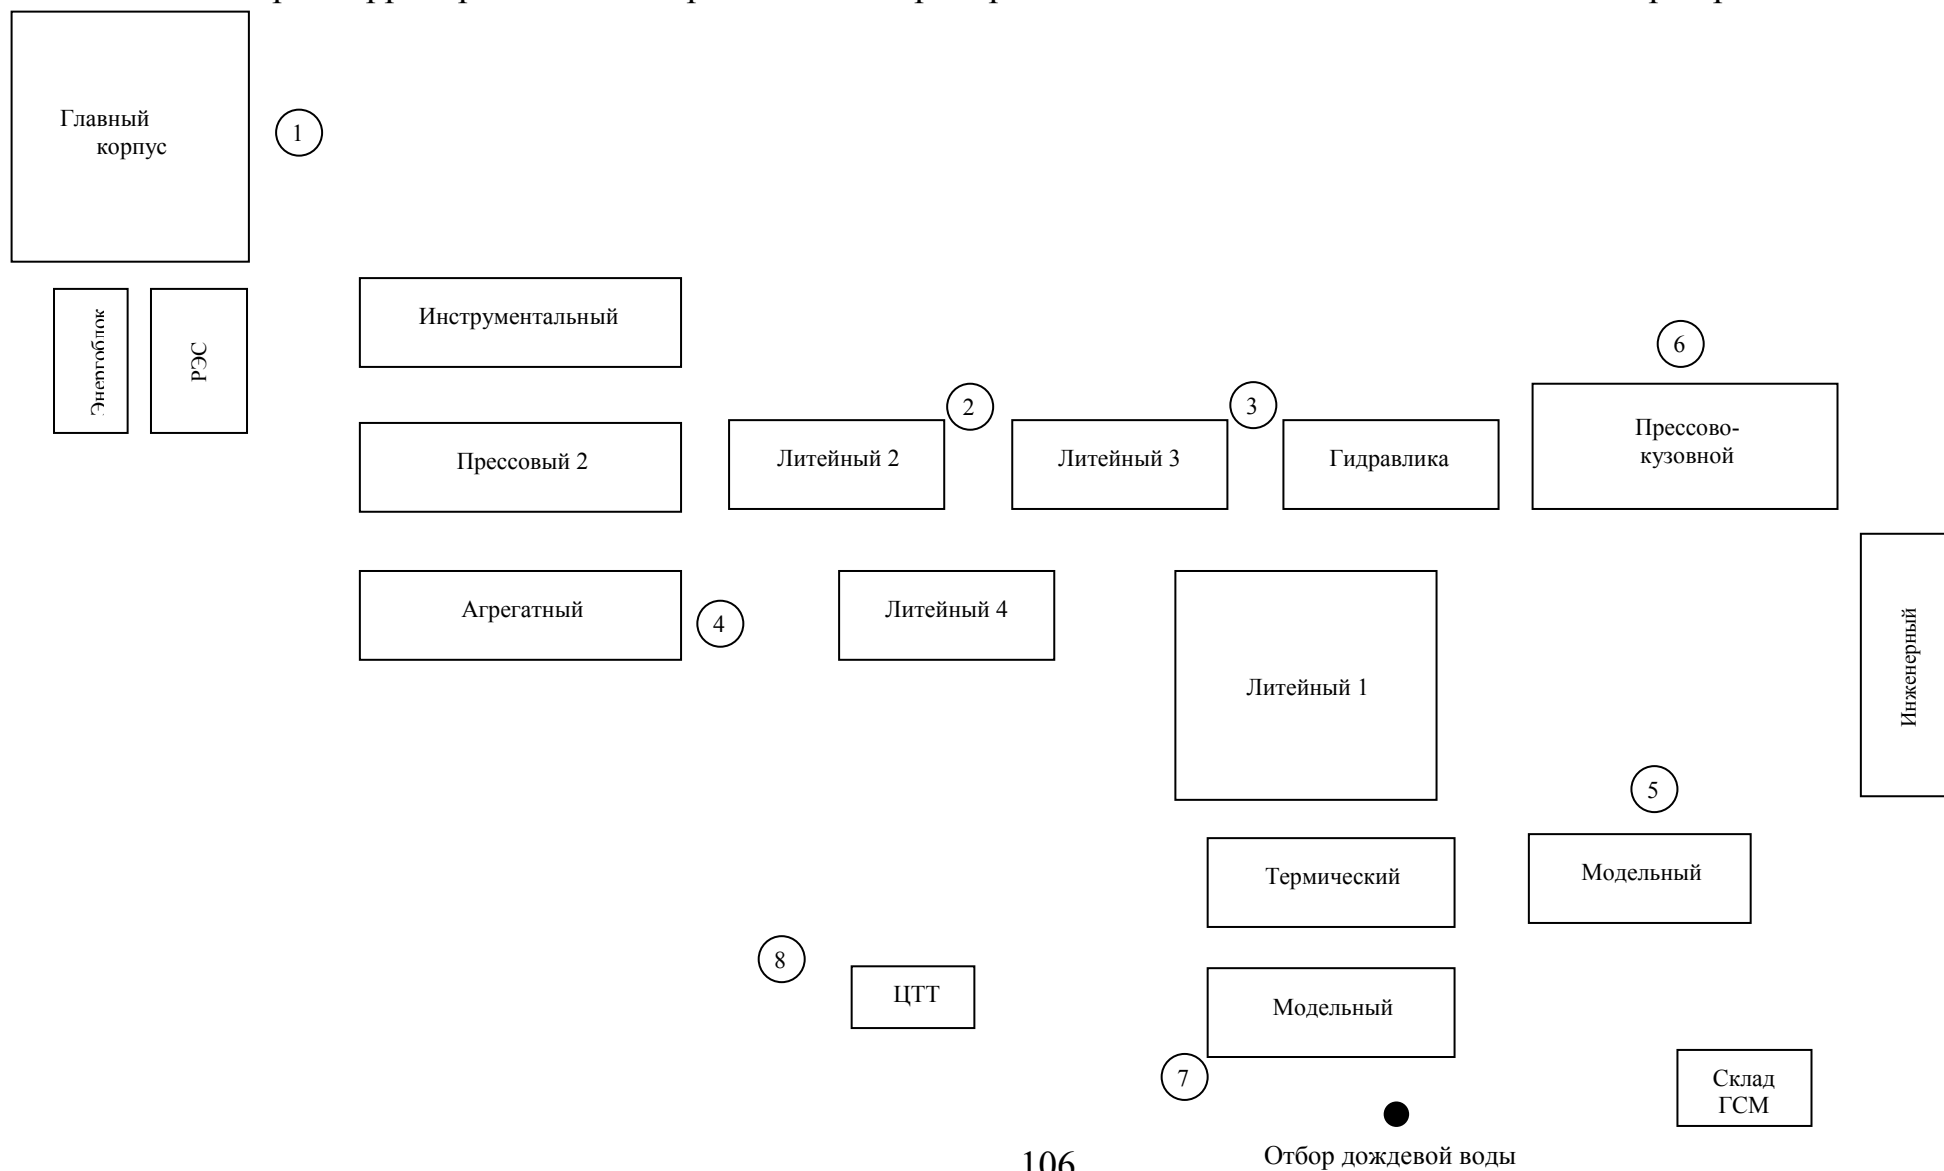 Главный
корпус
1
Энергоблок
РЭС
Инструментальный
6
2
3
Прессово-
кузовной
Прессовый 2
Литейный 2
Литейный 3
Гидравлика
Агрегатный
4
Литейный 4
Литейный 1
Инженерный
5
Термический
Модельный
8
ЦТТ
Модельный
7
Склад
ГСМ
Отбор дождевой воды
106